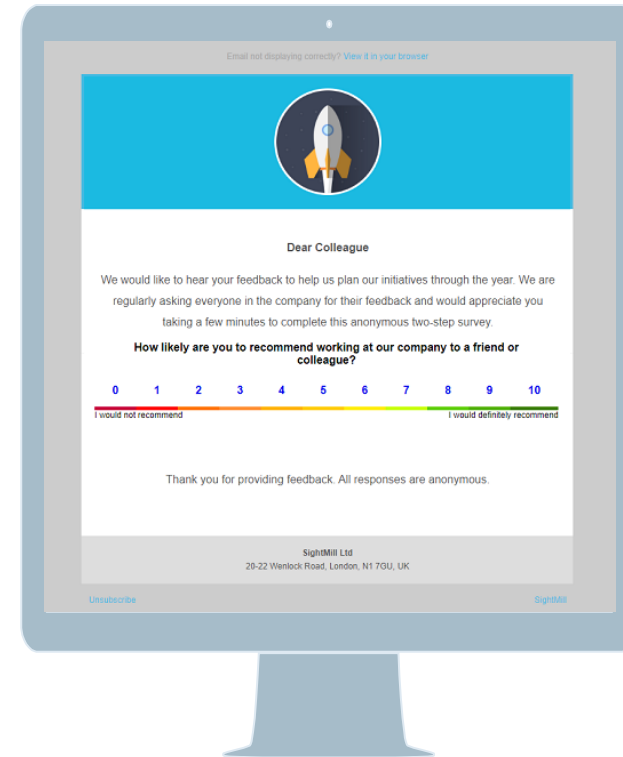 Email not displaying correctly? View it in your browser
Dear Colleague
We would like to hear your feedback to help us plan our initiatives through the year. We are
regularly asking everyone in the company for their feedback and would appreciate you
taking a few minutes to complete this anonymous two-step survey.
How likely are you to recommend working at our company to a friend or
colleague?
0 1 2 3 4 5 6 7 8 9 10
I would not recommend I would definitely recommend
Thank you for providing feedback. All responses are anonymous.
SightMill Ltd
20-22 Wenlock Road, London, N1 7GU, UK
Unsubscribe SightMill